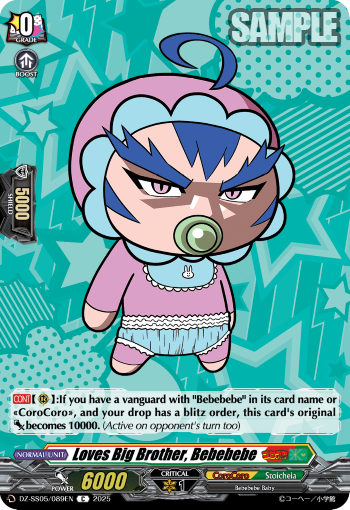 0
GRADE
SAMPLE
BOOST
5000
SHIELD
CONT【 】:If you have a vanguard with "Bebebebe" in its card name or
«CoroCoro», and your drop has a blitz order, this card's original
becomes 10000. (Active on opponent's turn too)
NORMAL UNIT
Loves Big Brother, Bebebebe
POWER
6000
CRITICAL
1
CoroCoro
Stoicheia
Bebebebe Baby
DZ-SS05/089EN C 2025
©コーヘー／小学館